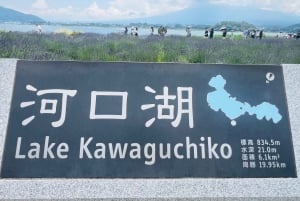 河口湖
Lake Kawaguchiko
標高 834.5m
水深 21.0m
面積 6.1km²
周囲 19.95km